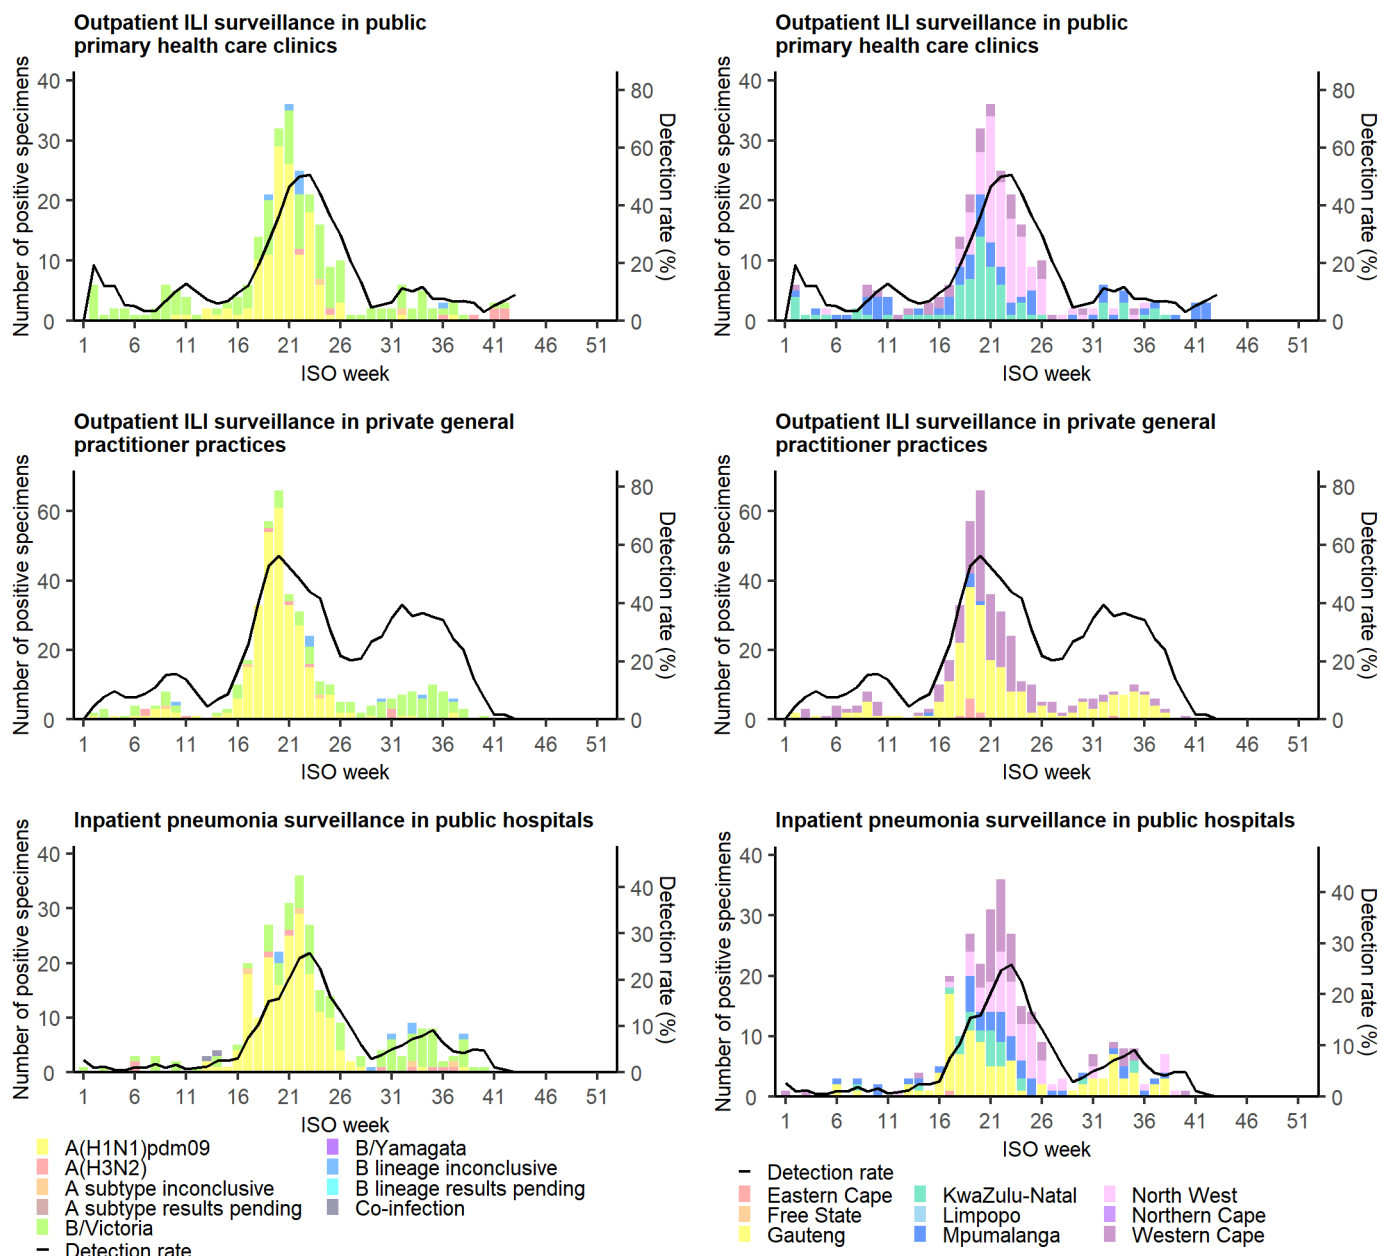 Outpatient ILI surveillance in public
primary health care clinics
Number of positive specimens
40
30
20
10
0
80
60
40
20
0
Detection rate (%)
1 6 11 16 21 26 31 36 41 46 51
ISO week
Outpatient ILI surveillance in public
primary health care clinics
Number of positive specimens
40
30
20
10
0
80
60
40
20
0
Detection rate (%)
1 6 11 16 21 26 31 36 41 46 51
ISO week
Outpatient ILI surveillance in private general
practitioner practices
Number of positive specimens
60
40
20
0
80
60
40
20
0
Detection rate (%)
1 6 11 16 21 26 31 36 41 46 51
ISO week
Outpatient ILI surveillance in private general
practitioner practices
Number of positive specimens
60
40
20
0
80
60
40
20
0
Detection rate (%)
1 6 11 16 21 26 31 36 41 46 51
ISO week
Inpatient pneumonia surveillance in public hospitals
Number of positive specimens
40
30
20
10
0
40
30
20
10
0
Detection rate (%)
1 6 11 16 21 26 31 36 41 46 51
ISO week
A(H1N1)pdm09
A(H3N2)
A subtype inconclusive
A subtype results pending
B/Victoria
Detection rate
B/Yamagata
B lineage inconclusive
B lineage results pending
Co-infection
Inpatient pneumonia surveillance in public hospitals
Number of positive specimens
40
30
20
10
0
40
30
20
10
0
Detection rate (%)
1 6 11 16 21 26 31 36 41 46 51
ISO week
Detection rate
Eastern Cape
Free State
Gauteng
KwaZulu-Natal
Limpopo
Mpumalanga
North West
Northern Cape
Western Cape